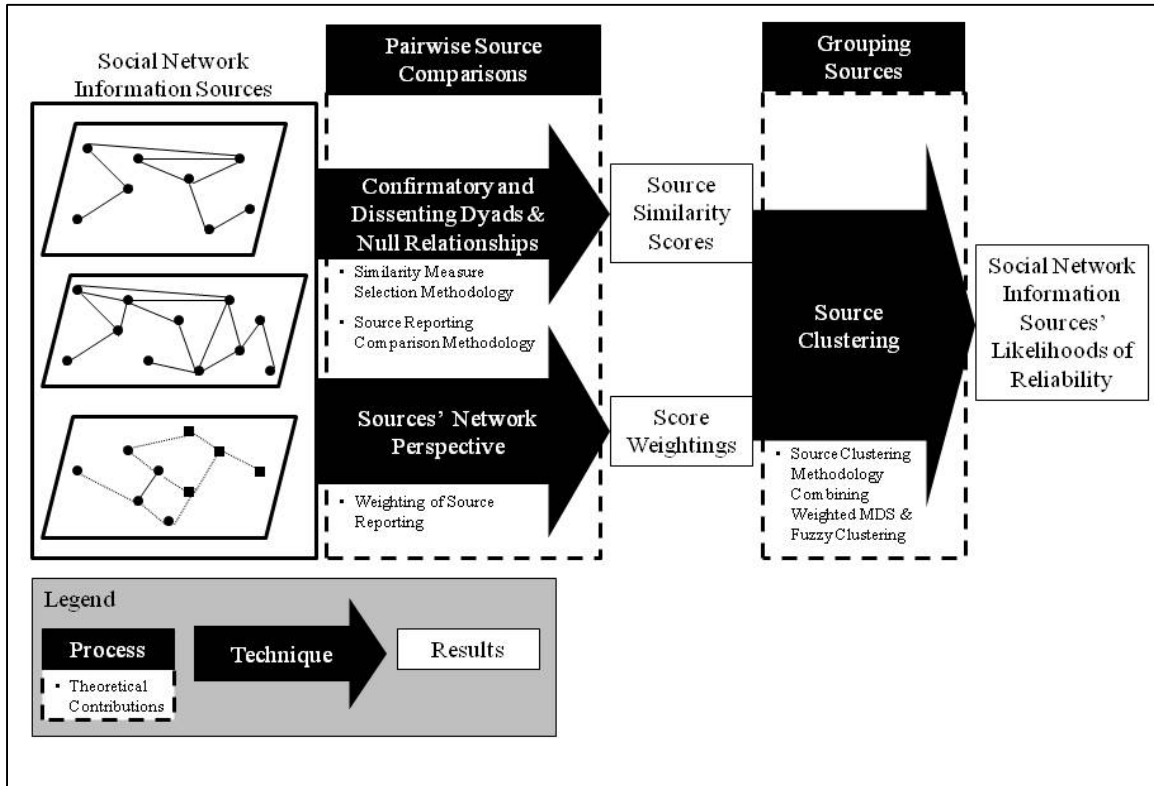 Social Network
Information Sources
Pairwise Source
Comparisons
Grouping
Sources
Confirmatory and
Dissenting Dyads &
Null Relationships
▪ Similarity Measure
Selection Methodology
▪ Source Reporting
Comparison Methodology
Source
Similarity
Scores
Sources' Network
Perspective
▪ Weighting of Source
Reporting
Score
Weightings
Source
Clustering
▪ Source Clustering
Methodology
Combining
Weighted MDS &
Fuzzy Clustering
Social Network
Information
Sources'
Likelihoods of
Reliability
Legend
Process
▪ Theoretical
Contributions
Technique
Results